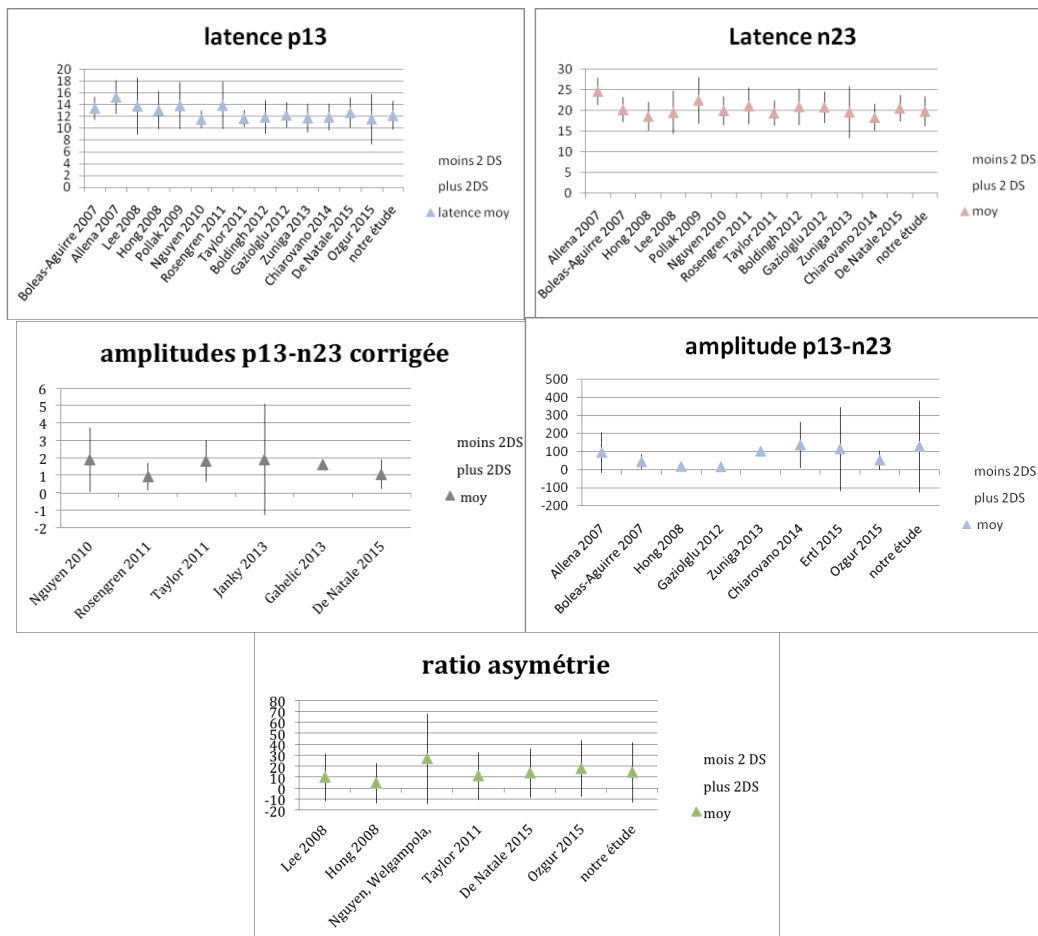 latence p13
20
18
16
14
12
10
8
6
4
2
0
moins 2 DS
plus 2DS
latence moy
Boleas-Aguirre 2007
Allena 2007
Lee 2008
Hong 2008
Pollak 2009
Nguyen 2010
Rosengren 2011
Taylor 2011
Boldingh 2012
Gaziolglu 2012
Zuniga 2013
Chiarovano 2014
De Natale 2015
Ozgur 2015
notre étude
Latence n23
30
25
20
15
10
5
0
moins 2 DS
plus 2 DS
moy
Allena 2007
Boleas-Aguirre 2007
Hong 2008
Lee 2008
Pollak 2009
Nguyen 2010
Rosengren 2011
Taylor 2011
Boldingh 2012
Gaziolglu 2012
Zuniga 2013
Chiarovano 2014
De Natale 2015
notre étude
amplitudes p13-n23 corrigée
6
5
4
3
2
1
0
-1
-2
moins 2DS
plus 2DS
moy
Nguyen 2010
Rosengren 2011
Taylor 2011
Janky 2013
Gabelic 2013
De Natale 2015
amplitude p13-n23
500
400
300
200
100
0
-100
-200
moins 2DS
plus 2DS
moy
Allena 2007
Boleas-Aguirre 2007
Hong 2008
Gaziolglu 2012
Zuniga 2013
Chiarovano 2014
Ertl 2015
Ozgur 2015
notre étude
ratio asymétrie
80
70
60
50
40
30
20
10
0
-10
-20
mois 2 DS
plus 2DS
moy
Lee 2008
Hong 2008
Nguyen, Welgampola,
Taylor 2011
De Natale 2015
Ozgur 2015
notre étude